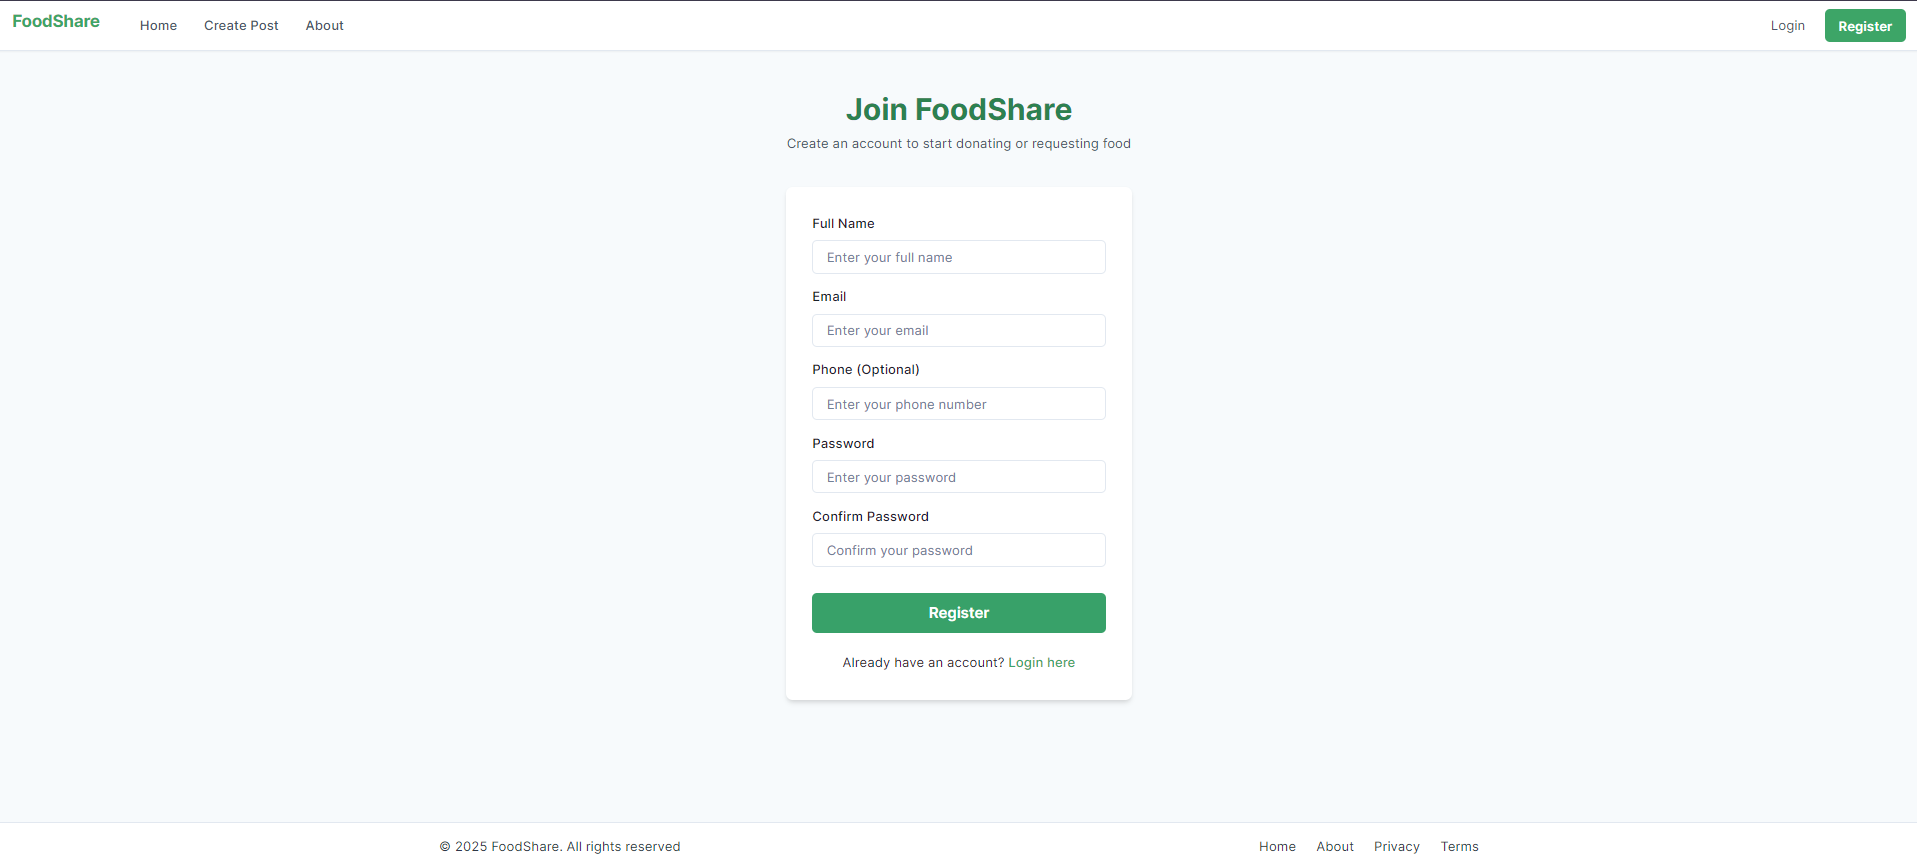 FoodShare Home Create Post About Login Register
Join FoodShare
Create an account to start donating or requesting food
Full Name
Enter your full name
Email
Enter your email
Phone (Optional)
Enter your phone number
Password
Enter your password
Confirm Password
Confirm your password
Register
Already have an account? Login here
© 2025 FoodShare. All rights reserved Home About Privacy Terms